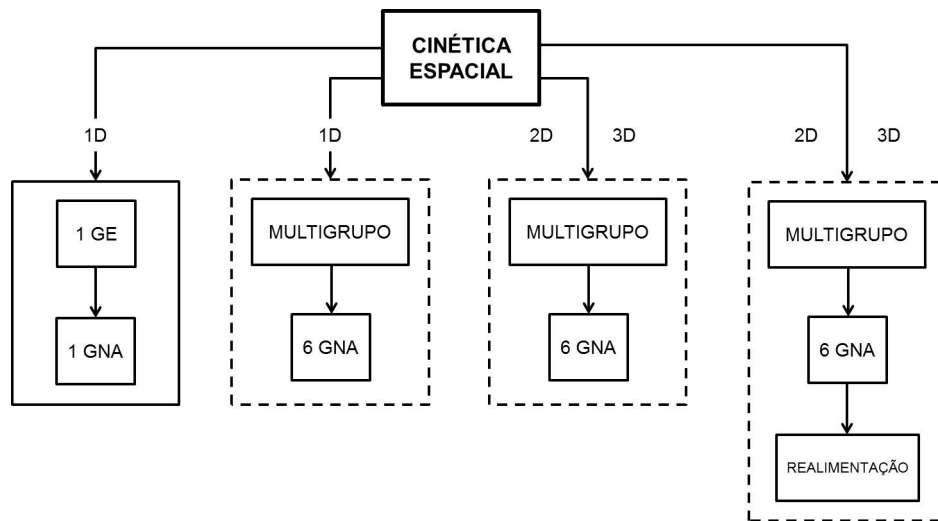 CINÉTICA
ESPACIAL
1D
1D
2D 3D
2D 3D
1 GE
1 GNA
MULTIGRUPO
6 GNA
MULTIGRUPO
6 GNA
MULTIGRUPO
6 GNA
REALIMENTAÇÃO